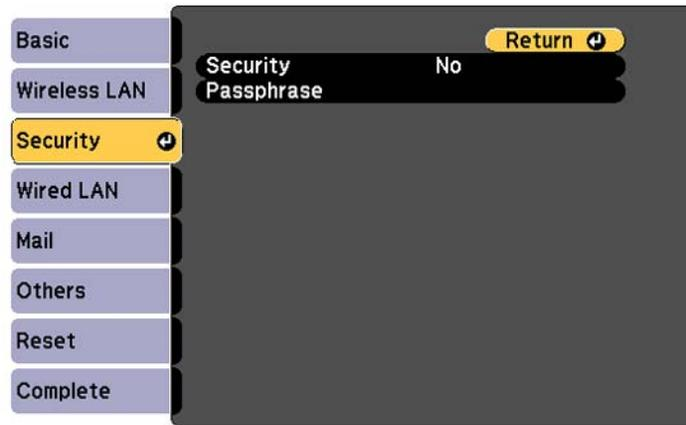 Basic
Wireless LAN
Security
Wired LAN
Mail
Others
Reset
Complete
Return
Security No
Passphrase